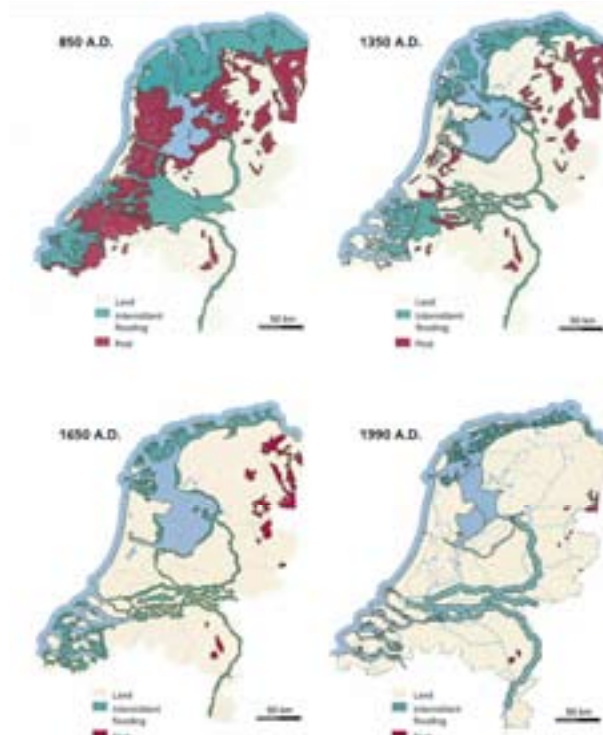 850 A.D.
1350 A.D.
Land
Intermittent
flooding
Peat
50 km
Land
Intermittent
flooding
Peat
50 km
1650 A.D.
1990 A.D.
Land
Intermittent
flooding
50 km
Land
Intermittent
flooding
50 km